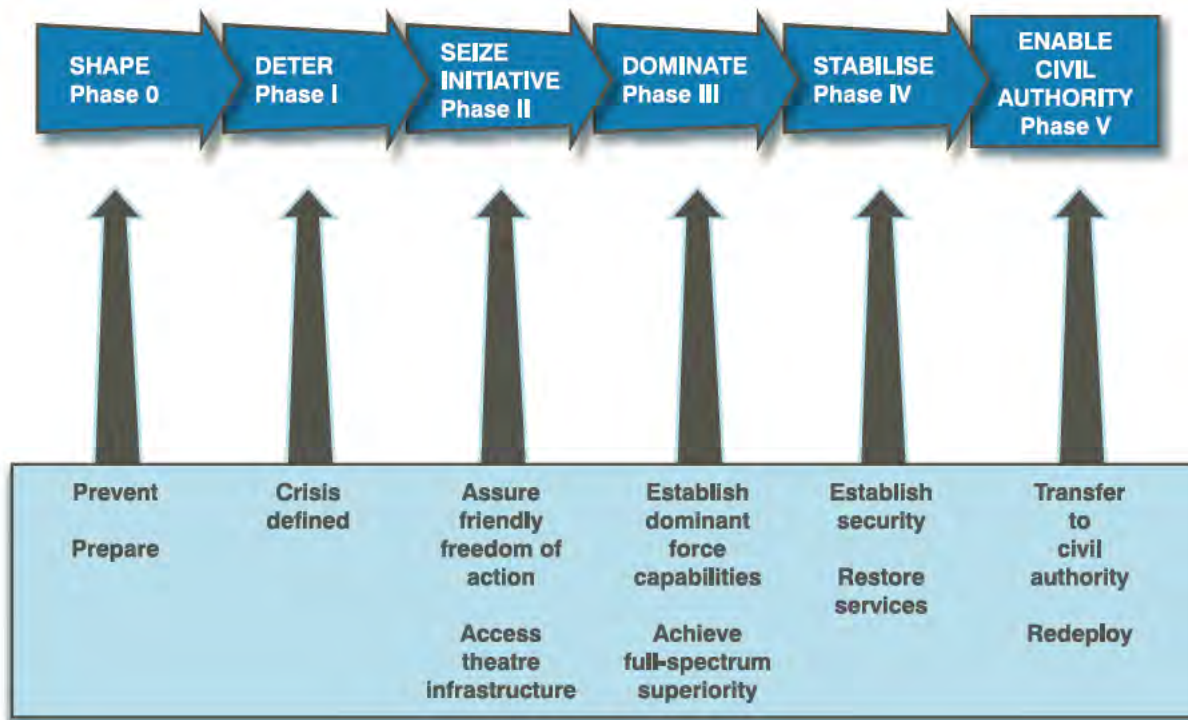 SHAPE
Phase 0
DETER
Phase I
SEIZE
INITIATIVE
Phase II
DOMINATE
Phase III
STABILISE
Phase IV
ENABLE
CIVIL
AUTHORITY
Phase V
Prevent
Prepare
Crisis
defined
Assure
friendly
freedom of
action
Access
theatre
infrastructure
Establish
dominant
force
capabilities
Achieve
full-spectrum
superiority
Establish
security
Restore
services
Transfer
to
civil
authority
Redeploy